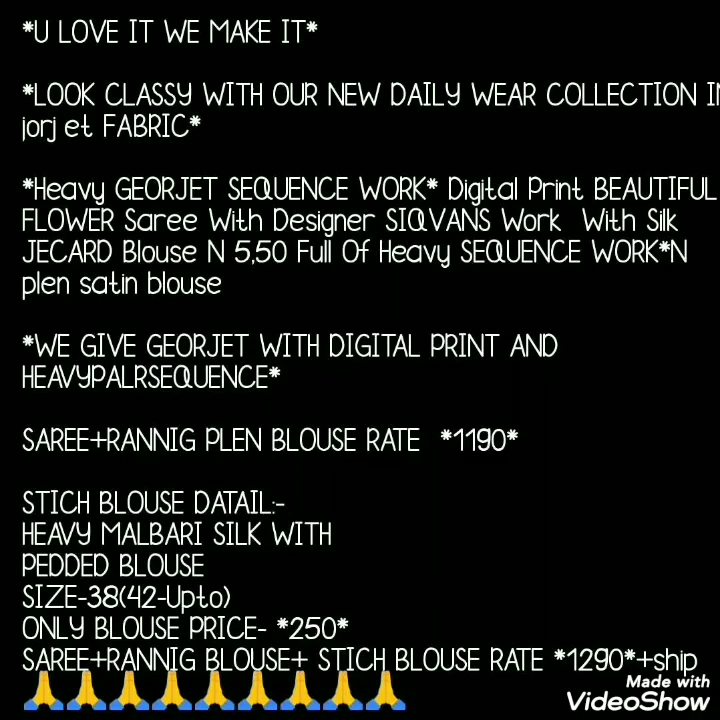 *U LOVE IT WE MAKE IT*
*LOOK CLASSY WITH OUR NEW DAILY WEAR COLLECTION
jorj et FABRIC*
*Heavy GEORJET SEQUENCE WORK* Digital Print BEAUTIFUL
FLOWER Saree With Designer SIQVANS Work With Silk
JECARD Blouse N 5,50 Full Of Heavy SEQUENCE WORK*N
plen satin blouse
*WE GIVE GEORJET WITH DIGITAL PRINT AND
HEAVYPALRSEQUENCE*
SAREE+RANNIG PLEN BLOUSE RATE *1190*
STICH BLOUSE DATAIL:-
HEAVY MALBARI SILK WITH
PEDDED BLOUSE
SIZE-38(42-Upto)
ONLY BLOUSE PRICE- *250*
SAREE+RANNIG BLOUSE+ STICH BLOUSE RATE *1290*+ship
🙏🙏🙏🙏🙏🙏🙏🙏🙏
Made with
VideoShow